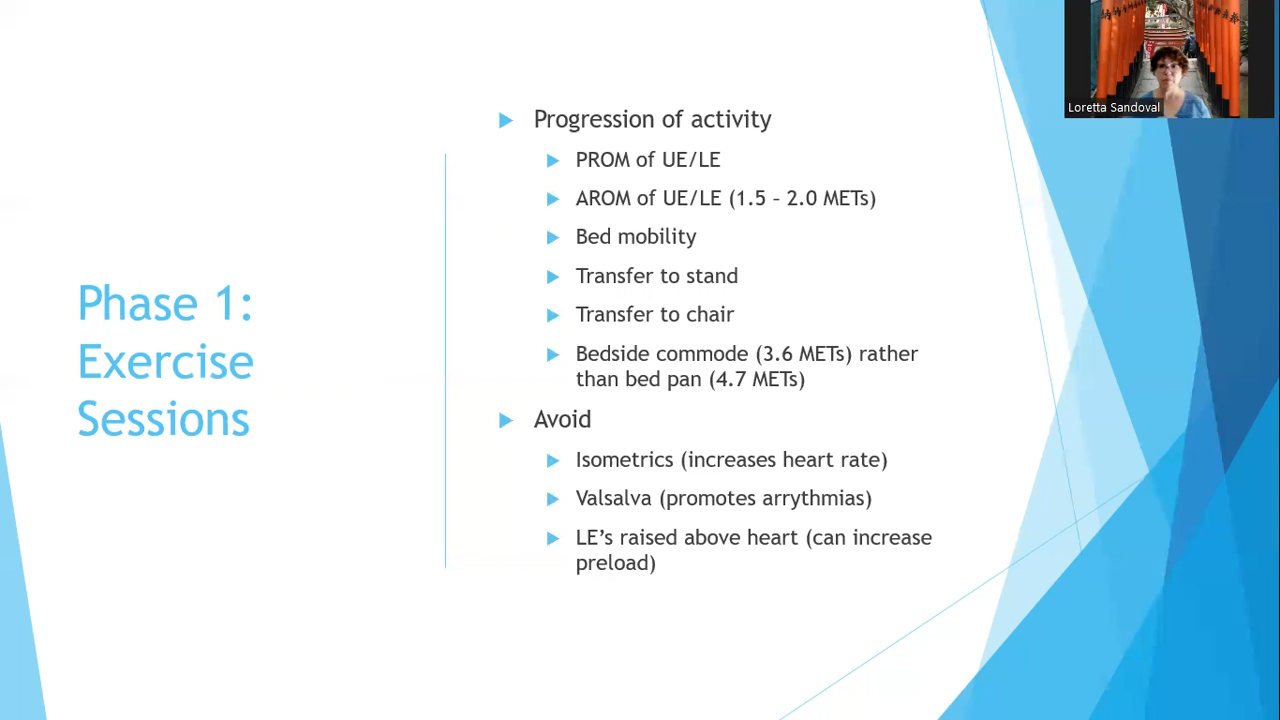 Loretta Sandoval
Phase 1:
Exercise
Sessions
Progression of activity
PROM of UE/LE
AROM of UE/LE (1.5 – 2.0 METs)
Bed mobility
Transfer to stand
Transfer to chair
Bedside commode (3.6 METs) rather
than bed pan (4.7 METs)
Avoid
Isometrics (increases heart rate)
Valsalva (promotes arrythmias)
LE’s raised above heart (can increase
preload)